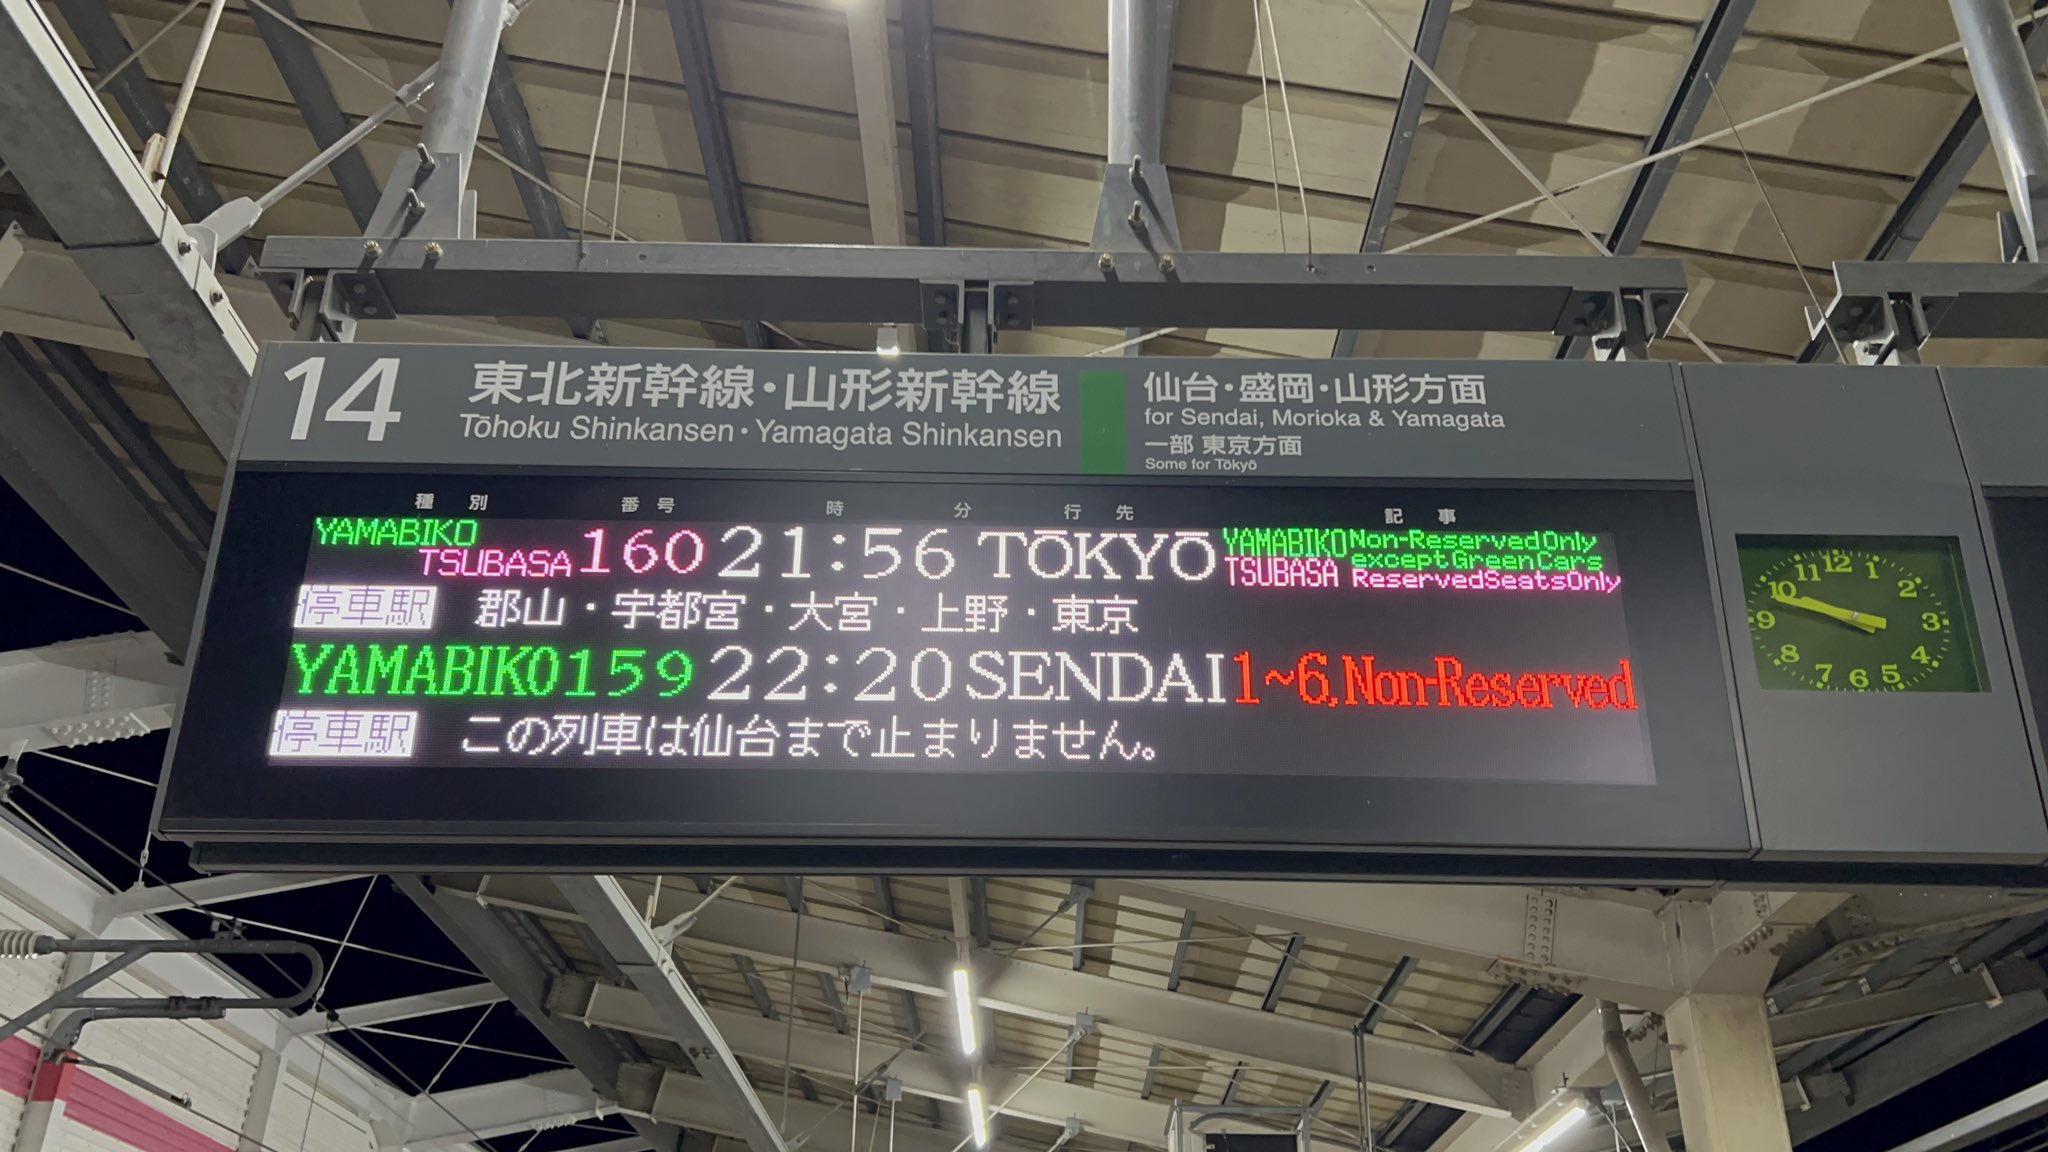 14
東北新幹線・山形新幹線
Tōhoku Shinkansen・Yamagata Shinkansen
仙台・盛岡・山形方面
for Sendai, Morioka & Yamagata
一部 東京方面
Some for Tōkyō
種別 番号 時 分 行先 記事
YAMABIKO TSUBASA 160 21:56 TŌKYŌ YAMABIKO Non-Reserved Only except Green Cars TSUBASA Reserved Seats Only
停車駅 郡山・宇都宮・大宮・上野・東京
YAMABIKO 159 22:20 SENDAI 1~6, Non-Reserved
停車駅 この列車は仙台まで止まりません。
12 1 2 3 4 5 6 7 8 9 10 11